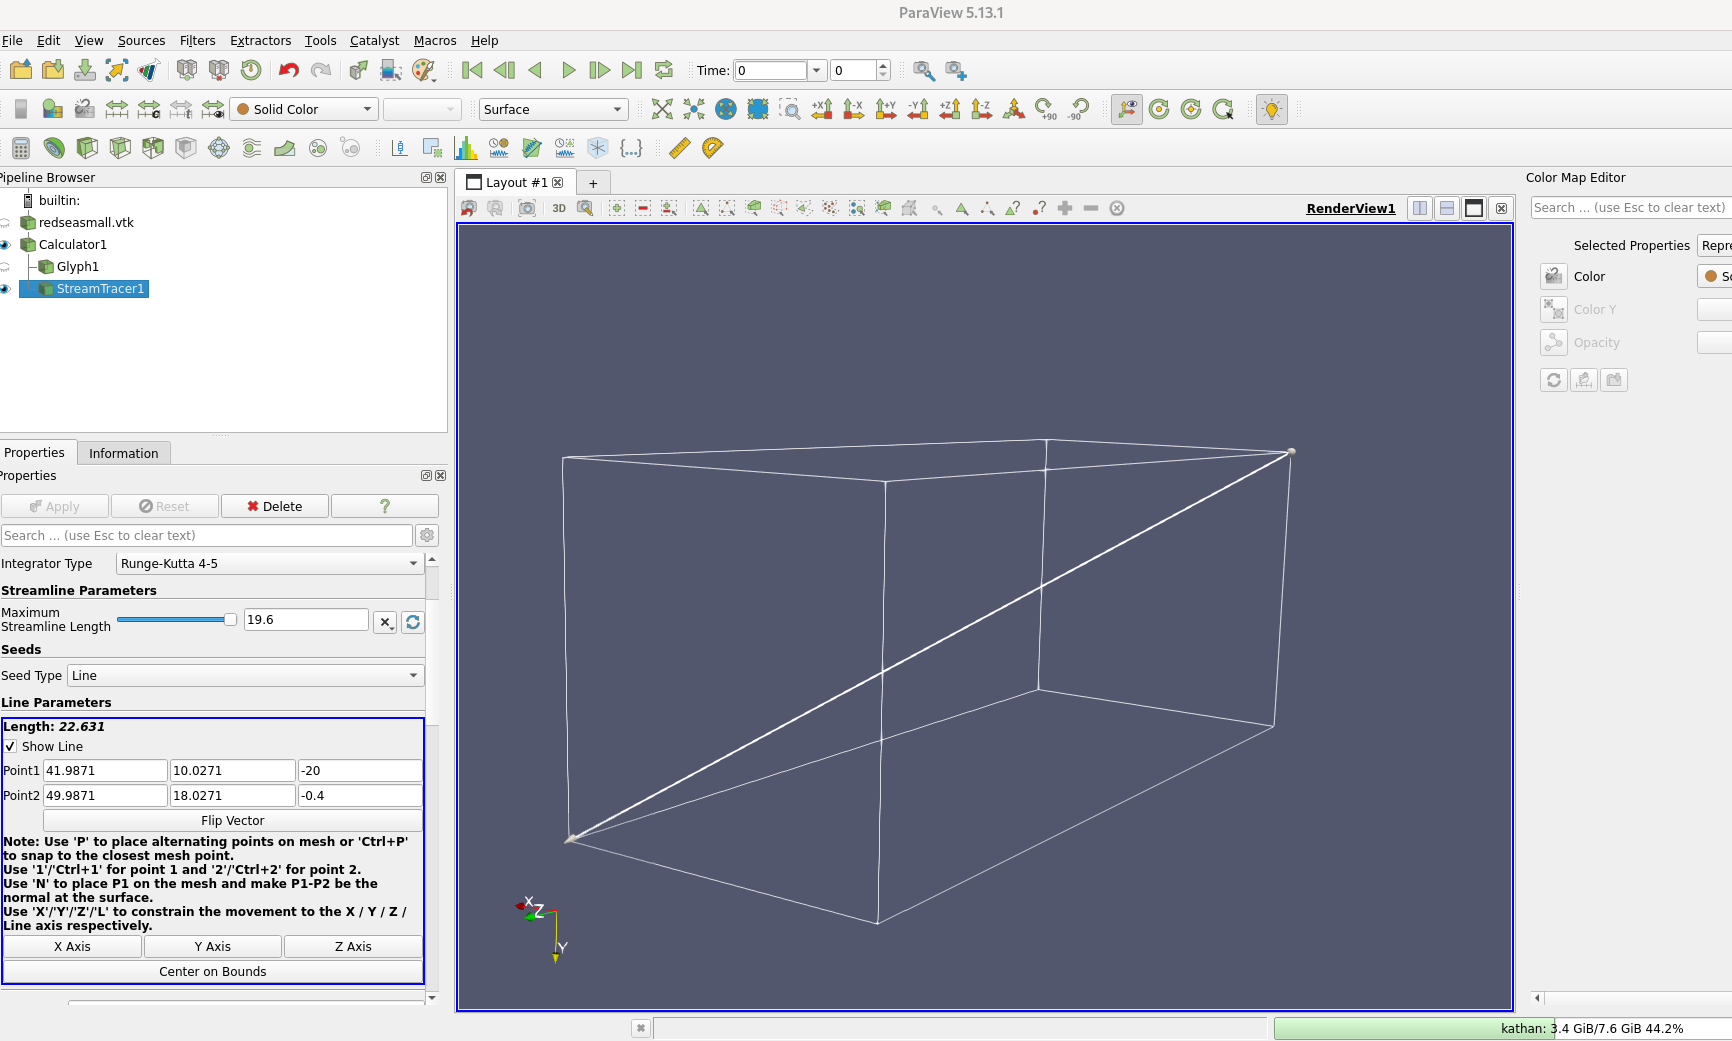 ParaView 5.13.1
File Edit View Sources Filters Extractors Tools Catalyst Macros Help
Time: 0 0
Solid Color Surface +X -X +Y -Y +Z -Z +90 -90
Pipeline Browser
Layout #1 +
Color Map Editor
builtin:
3D RenderView1
Search ... (use Esc to clear text)
redseasmall.vtk
Calculator1
Selected Properties Repre
Glyph1
Color So
StreamTracer1
Color Y
Opacity
Properties Information
Properties
Apply Reset Delete ?
Search ... (use Esc to clear text)
Integrator Type Runge-Kutta 4-5
Streamline Parameters
Maximum
Streamline Length 19.6
Seeds
Seed Type Line
Line Parameters
Length: 22.631
Show Line
Point1 41.9871 10.0271 -20
Point2 49.9871 18.0271 -0.4
Flip Vector
Note: Use 'P' to place alternating points on mesh or 'Ctrl+P'
to snap to the closest mesh point.
Use '1'/'Ctrl+1' for point 1 and '2'/'Ctrl+2' for point 2.
Use 'N' to place P1 on the mesh and make P1-P2 be the
normal at the surface.
Use 'X'/'Y'/'Z'/'L' to constrain the movement to the X / Y / Z /
Line axis respectively.
X Axis Y Axis Z Axis
Center on Bounds
X Z
Y
kathan: 3.4 GiB/7.6 GiB 44.2%